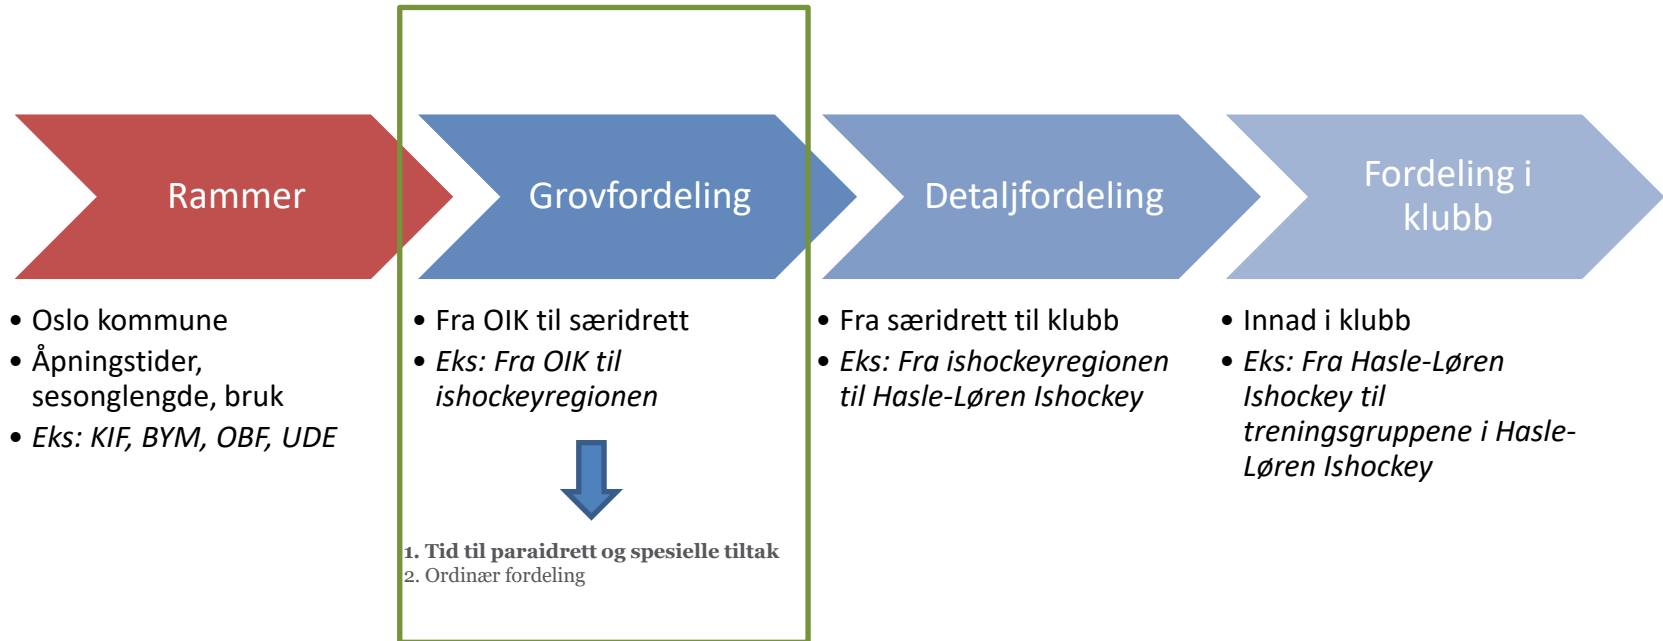 Rammer
• Oslo kommune
• Åpningstider,
sesonglengde, bruk
• Eks: KIF, BYM, OBF, UDE
Grovfordeling
• Fra OIK til særidrett
• Eks: Fra OIK til
ishockeyregionen
1. Tid til paraidrett og spesielle tiltak
2. Ordinær fordeling
Detaljfordeling
• Fra særidrett til klubb
• Eks: Fra ishockeyregionen
til Hasle-Løren Ishockey
Fordeling i
klubb
• Innad i klubb
• Eks: Fra Hasle-Løren
Ishockey til
treningsgruppene i Hasle-
Løren Ishockey